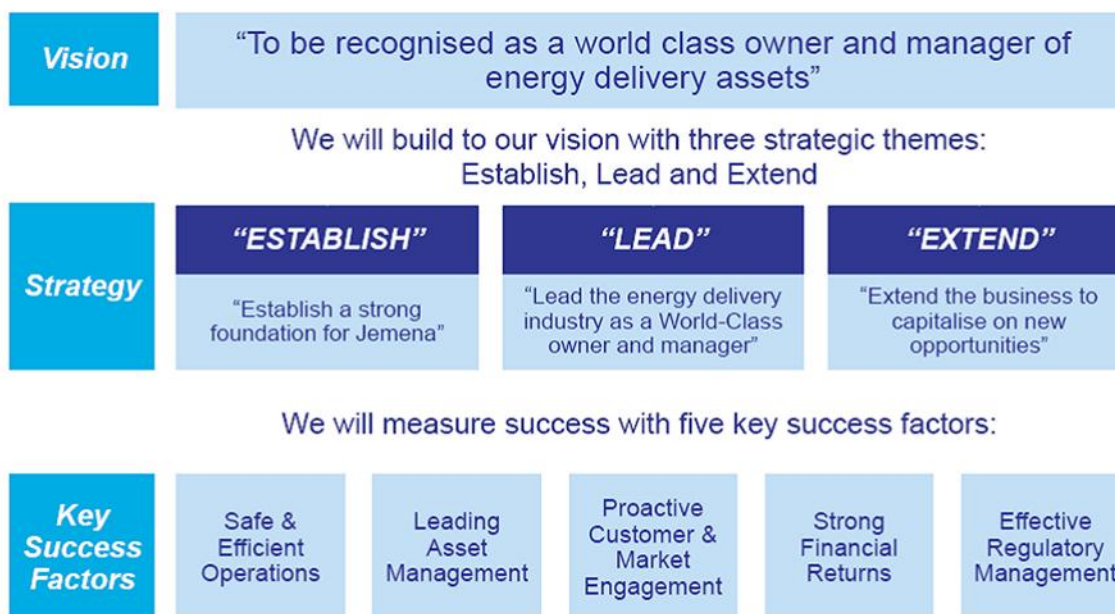 Vision
“To be recognised as a world class owner and manager of
energy delivery assets”
We will build to our vision with three strategic themes:
Establish, Lead and Extend
Strategy
“ESTABLISH”
“Establish a strong
foundation for Jemena”
“LEAD”
“Lead the energy delivery
industry as a World-Class
owner and manager”
“EXTEND”
“Extend the business to
capitalise on new
opportunities”
We will measure success with five key success factors:
Key
Success
Factors
Safe &
Efficient
Operations
Leading
Asset
Management
Proactive
Customer &
Market
Engagement
Strong
Financial
Returns
Effective
Regulatory
Management